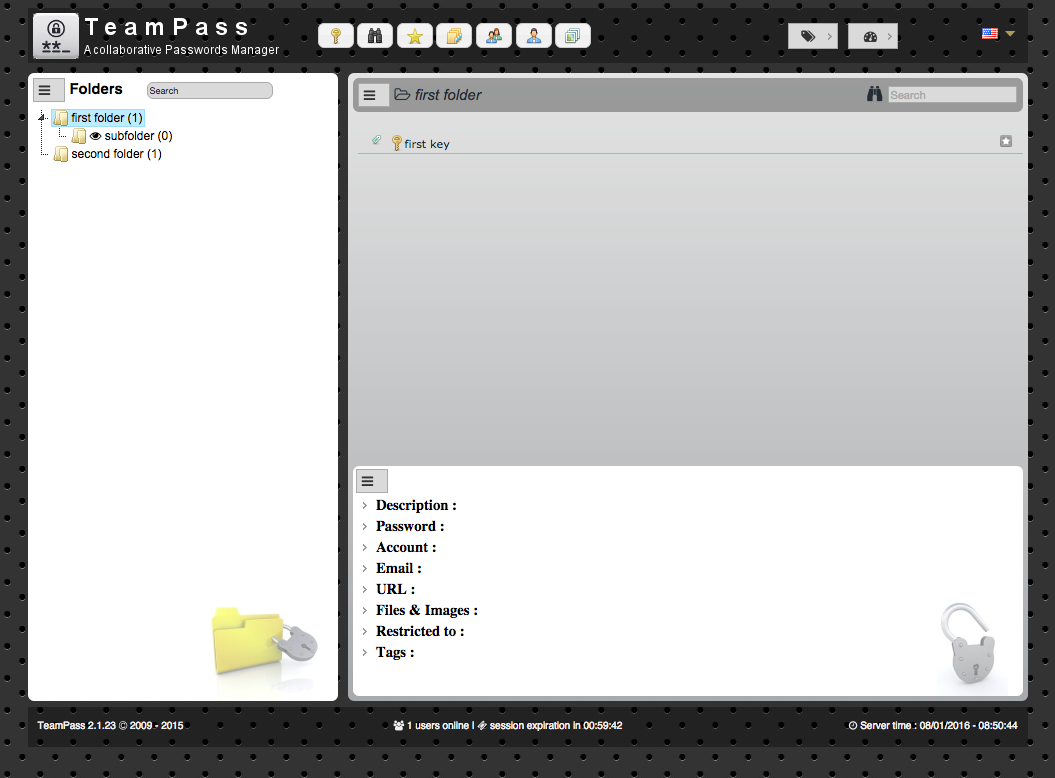 TeamPass
A collaborative Passwords Manager
Folders
Search
first folder (1)
subfolder (0)
second folder (1)
first folder
Search
first key
Description :
Password :
Account :
Email :
URL :
Files & Images :
Restricted to :
Tags :
TeamPass 2.1.23 © 2009 - 2015
1 users online | session expiration in 00:59:42
Server time : 08/01/2016 - 08:50:44